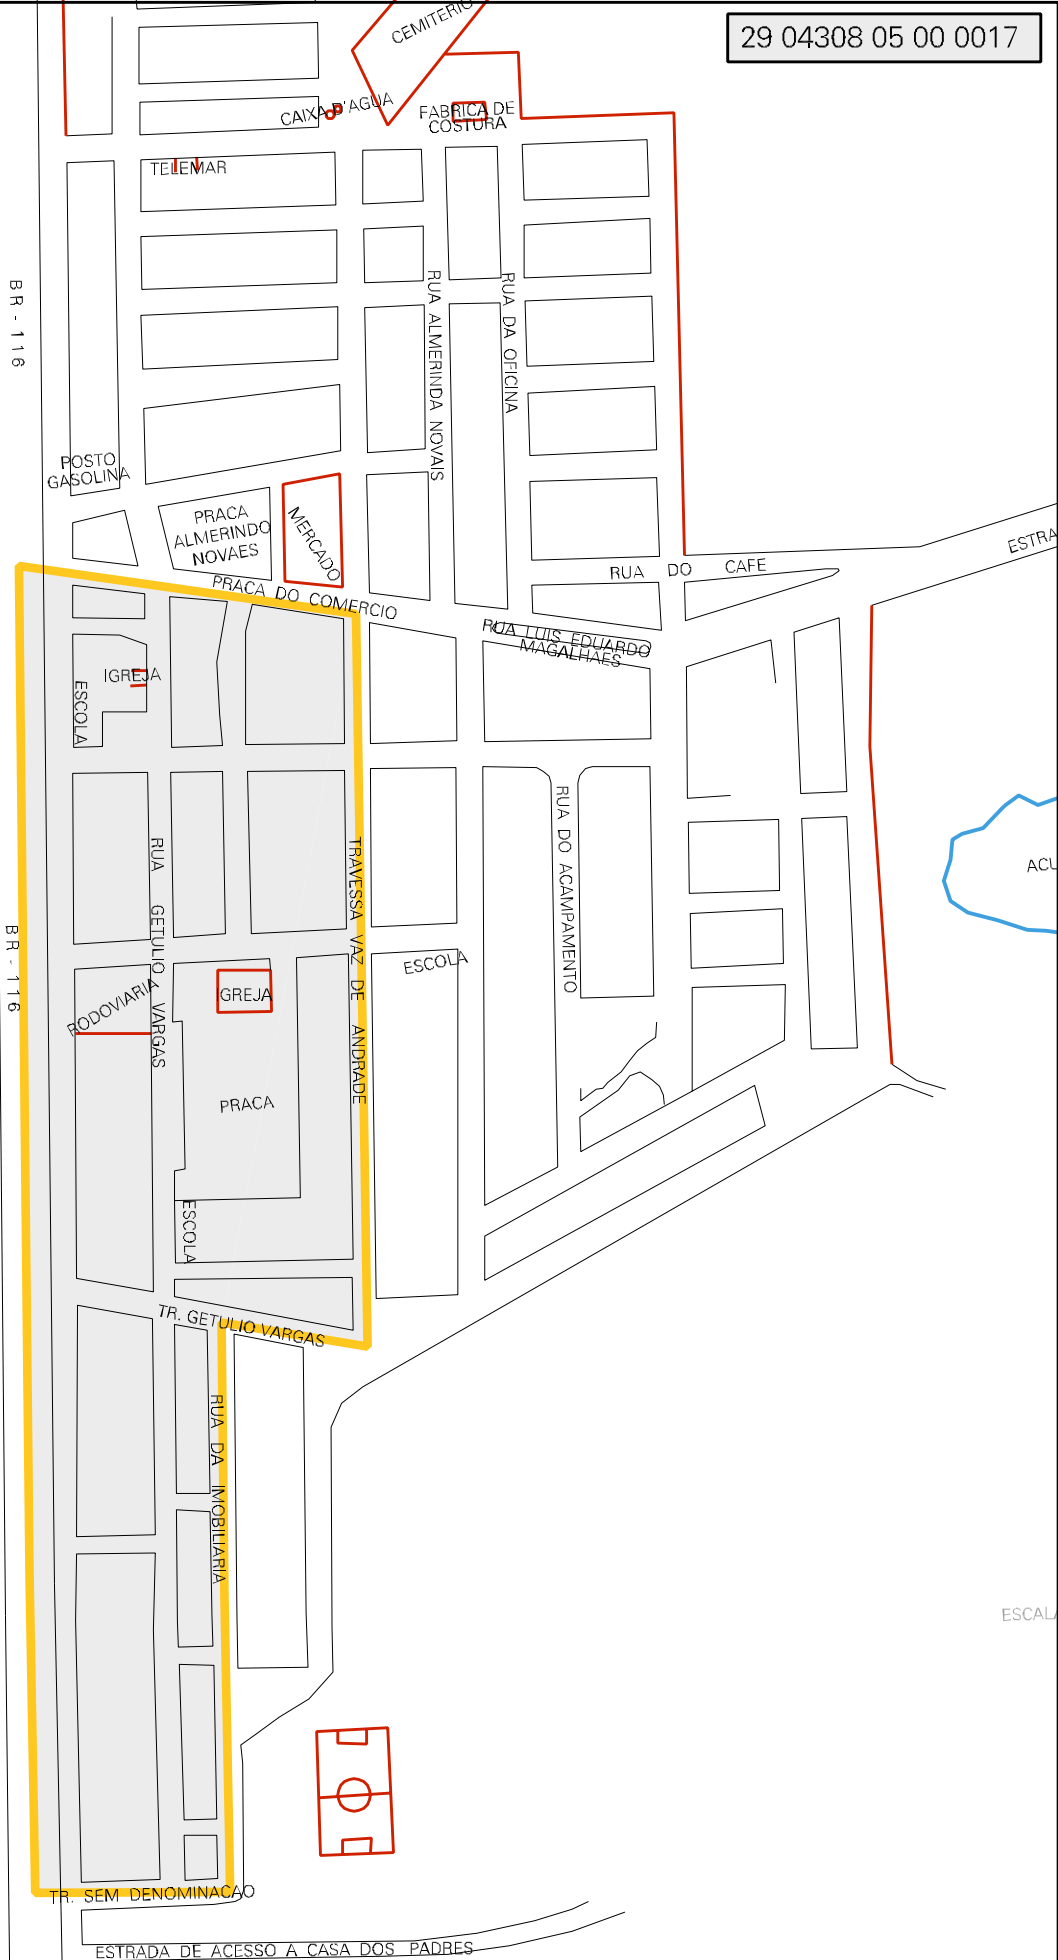 CEMITERIO
29 04308 05 00 0017
CAIXA D'AGUA
FABRICA DE
COSTURA
TELEMAR
BR - 116
RUA ALMERINDA NOVAIS
RUA DA OFICINA
POSTO
GASOLINA
PRACA
ALMERINDO
NOVAES
MERCADO
ESTRA
RUA DO CAFE
PRACA DO COMERCIO
RUA LUIS EDUARDO
MAGALHAES
IGREJA
ESCOLA
RUA GETULIO VARGAS
TRAVESSA VAZ DE ANDRADE
RUA DO ACAMPAMENTO
ACU
BR - 116
ESCOLA
RODOVIARIA
IGREJA
PRACA
ESCOLA
TR. GETULIO VARGAS
RUA DA IMOBILIARIA
ESCALA
TR. SEM DENOMINACAO
ESTRADA DE ACESSO A CASA DOS PADRES